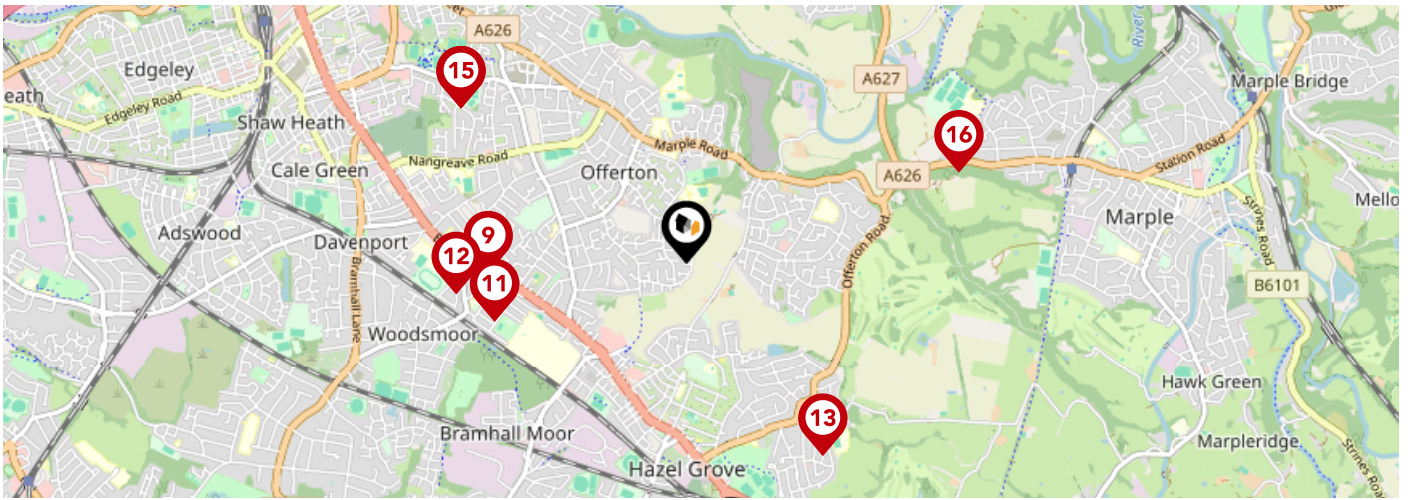 A626
Edgeley
15
A627
Marple Bridge
eath
Edgeley Road
Shaw Heath
16
Marple Road
Nangreave Road
Station Road
Cale Green
Offerton
A626
Mello
Marple
Adswood
Davenport
9
Strines Road
12
Offerton Road
11
B6101
Bramhall Lane
Woodsmoor
Hawk Green
13
Bramhall Moor
Marpleridge
Hazel Grove
Strines Roa